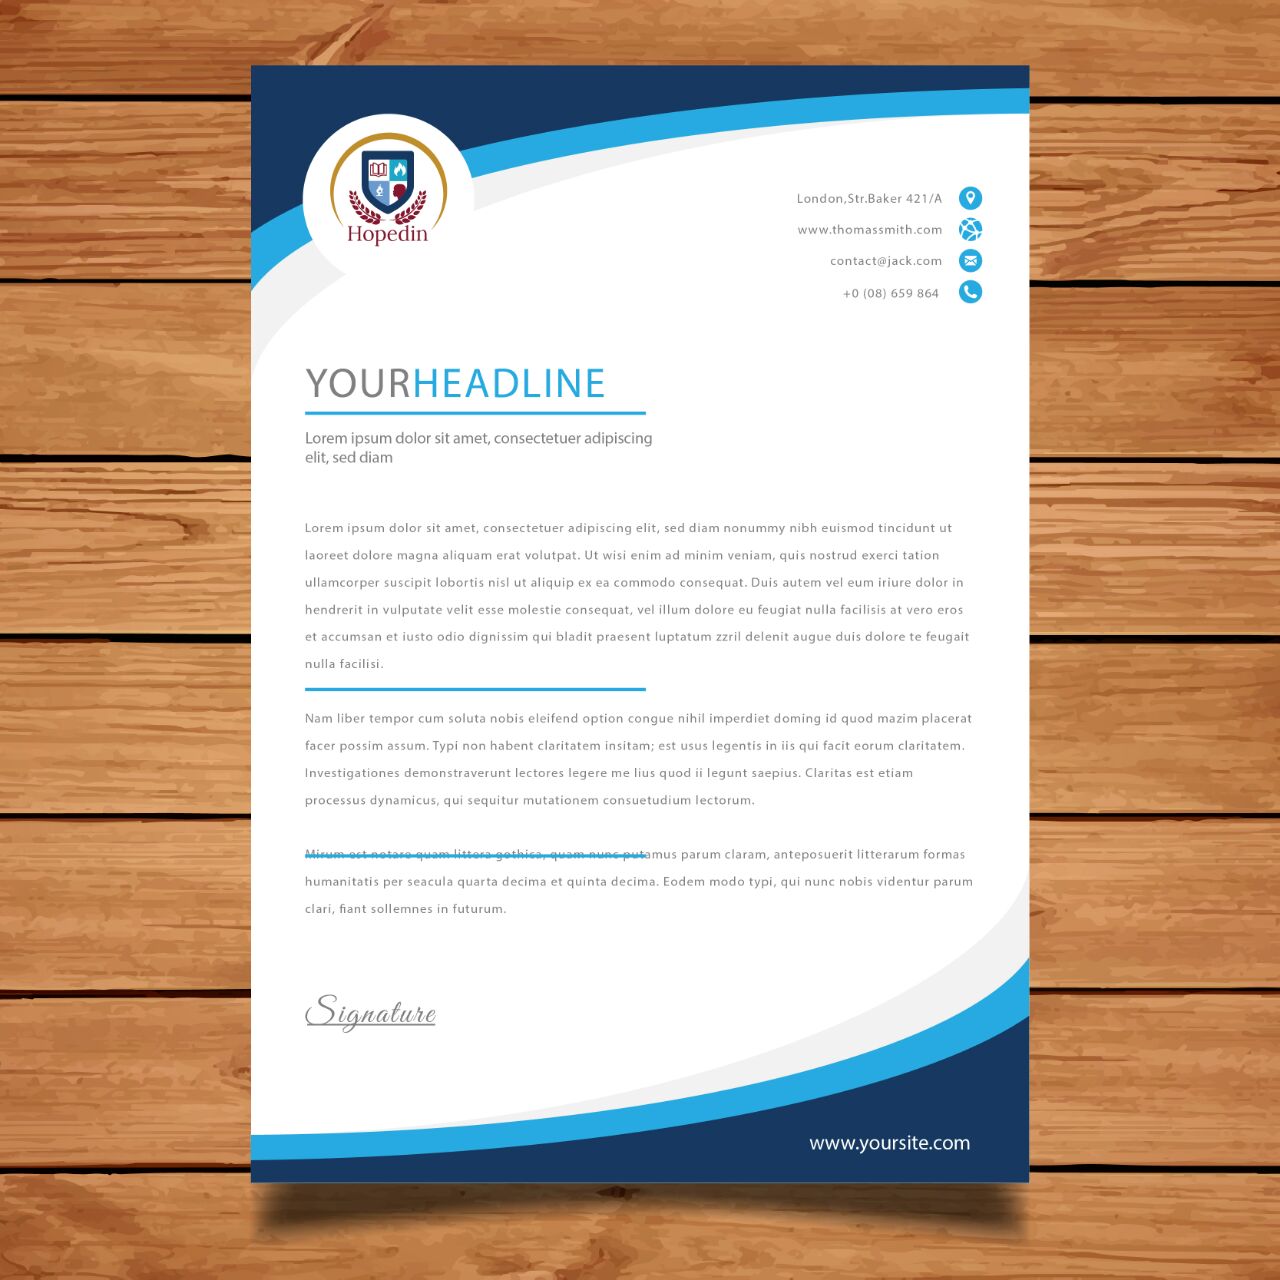 Hopedin
London,Str.Baker 421/A
www.thomassmith.com
contact@jack.com
+0 (08) 659 864
YOURHEADLINE
Lorem ipsum dolor sit amet, consectetuer adipiscing
elit, sed diam
Lorem ipsum dolor sit amet, consectetuer adipiscing elit, sed diam nonummy nibh euismod tincidunt ut
laoreet dolore magna aliquam erat volutpat. Ut wisi enim ad minim veniam, quis nostrud exerci tation
ullamcorper suscipit lobortis nisl ut aliquip ex ea commodo consequat. Duis autem vel eum iriure dolor in
hendrerit in vulputate velit esse molestie consequat, vel illum dolore eu feugiat nulla facilisis at vero eros
et accumsan et iusto odio dignissim qui bladit praesent luptatum zzril delenit augue duis dolore te feugait
nulla facilisi.
Nam liber tempor cum soluta nobis eleifend option congue nihil imperdiet doming id quod mazim placerat
facer possim assum. Typi non habent claritatem insitam; est usus legentis in iis qui facit eorum claritatem.
Investigationes demonstraverunt lectores legere me lius quod ii legunt saepius. Claritas est etiam
processus dynamicus, qui sequitur mutationem consuetudium lectorum.
Mirum est notare quam littera gothica, quam nunc putamus parum claram, anteposuerit litterarum formas
humanitatis per seacula quarta decima et quinta decima. Eodem modo typi, qui nunc nobis videntur parum
clari, fiant sollemnes in futurum.
Signature
www.yoursite.com